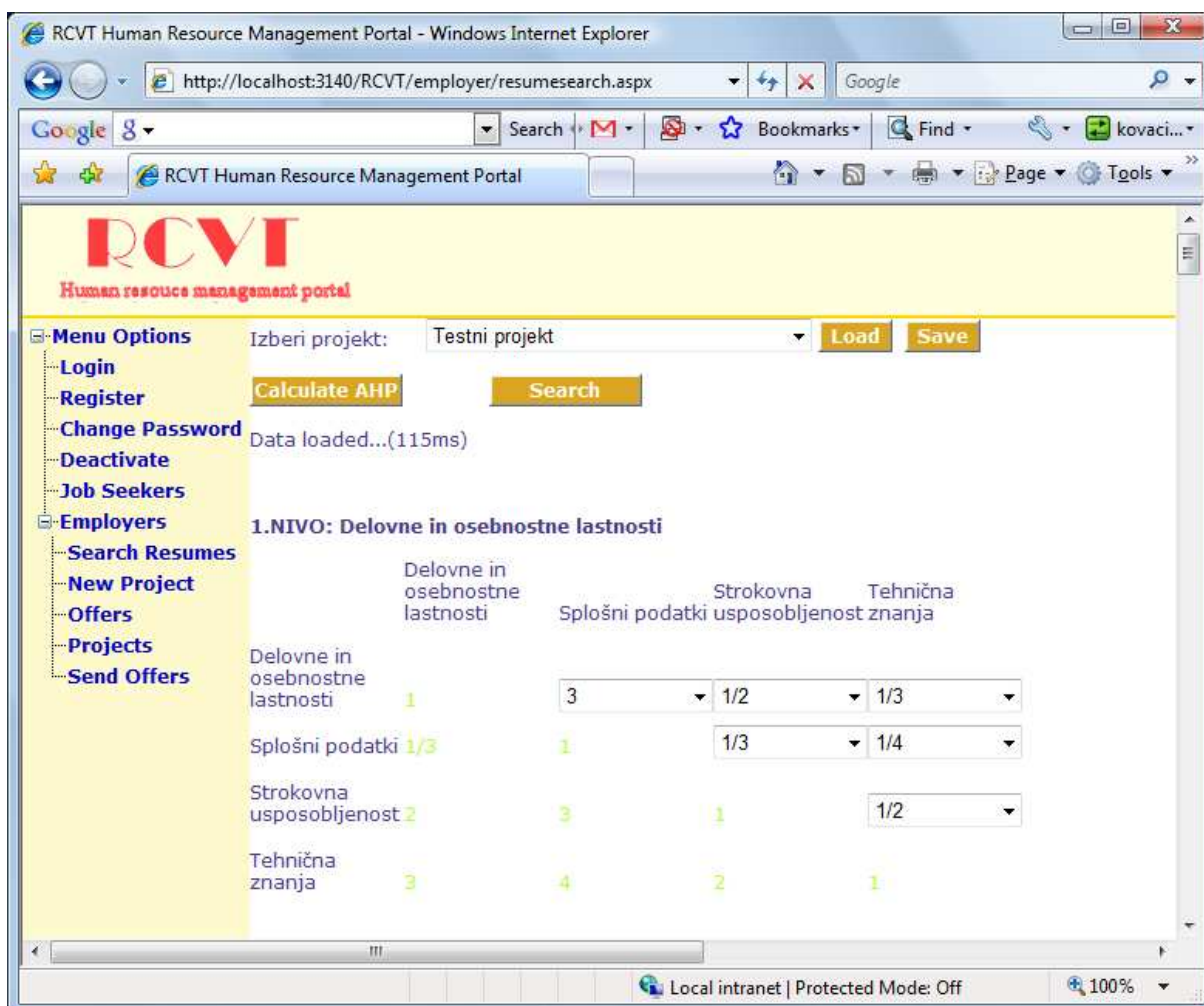 RCVT Human Resource Management Portal - Windows Internet Explorer
http://localhost:3140/RCVT/employer/resumesearch.aspx
Google
Google
Search
Bookmarks
Find
kovaci...
RCVT Human Resource Management Portal
Page
Tools
RCVT
Human resouce management portal
Menu Options
Login
Register
Change Password
Deactivate
Job Seekers
Employers
Search Resumes
New Project
Offers
Projects
Send Offers
Izberi projekt: Testni projekt Load Save
Calculate AHP Search
Data loaded...(115ms)
1.NIVO: Delovne in osebnostne lastnosti
Delovne in
osebnostne
lastnosti
Splošni podatki
Strokovna
usposobljenost
Tehnična
znanja
Delovne in
osebnostne
lastnosti 1 3 1/2 1/3
Splošni podatki 1/3 1 1/3 1/4
Strokovna
usposobljenost 2 3 1 1/2
Tehnična
znanja 3 4 2 1
Local intranet | Protected Mode: Off 100%